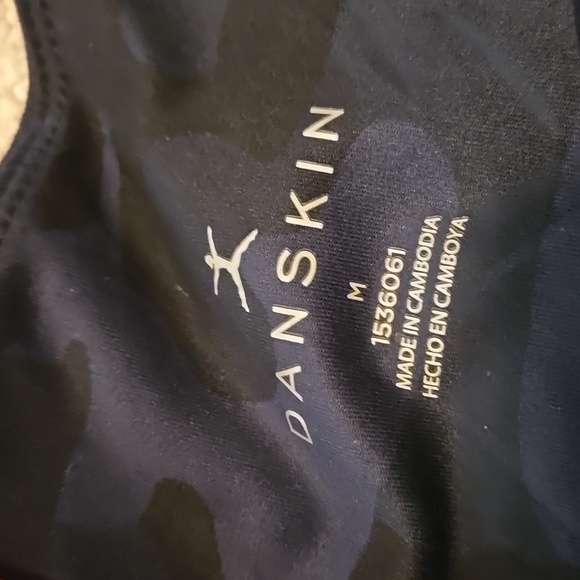 DANSKIN
M
1536061
MADE IN CAMBODIA
HECHO EN CAMBOYA